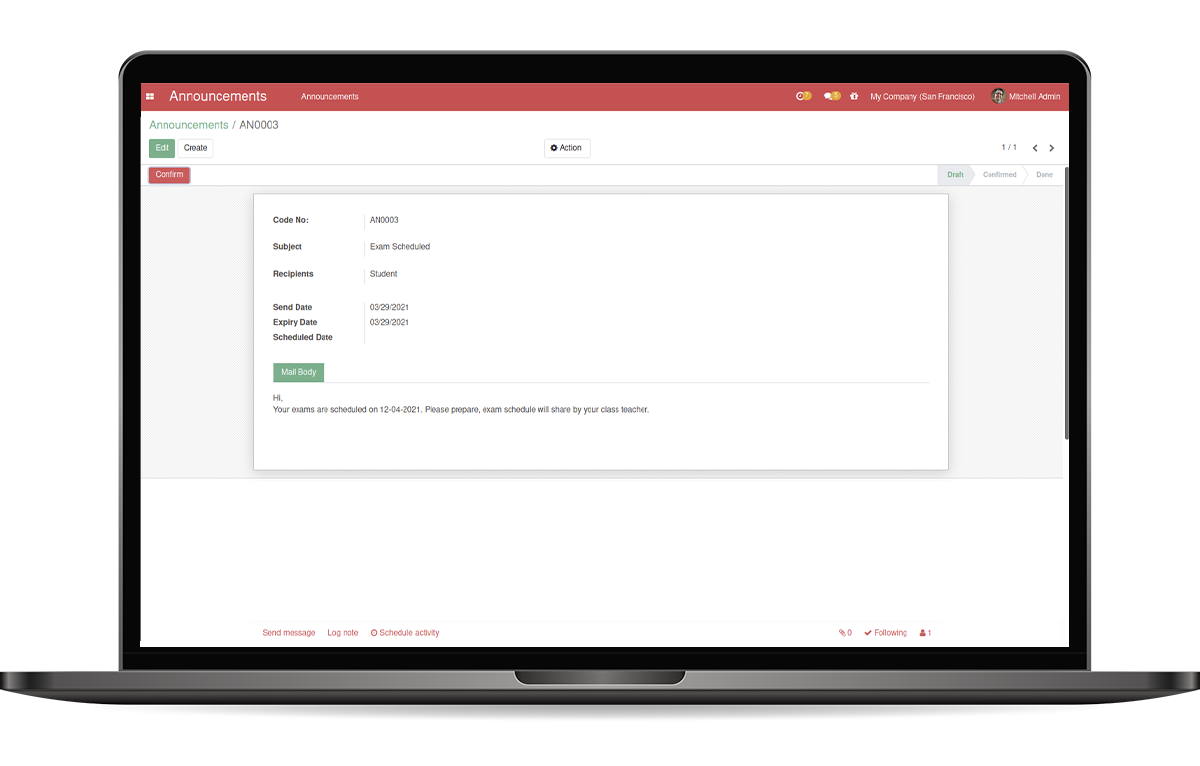 Announcements Announcements 7 5 My Company (San Francisco) Mitchell Admin
Announcements / AN0003
Edit Create Action 1 / 1
Confirm Draft Confirmed Done
Code No: AN0003
Subject Exam Scheduled
Recipients Student
Send Date 03/29/2021
Expiry Date 03/29/2021
Scheduled Date
Mail Body
Hi,
Your exams are scheduled on 12-04-2021. Please prepare, exam schedule will share by your class teacher.
Send message Log note Schedule activity 0 Following 1